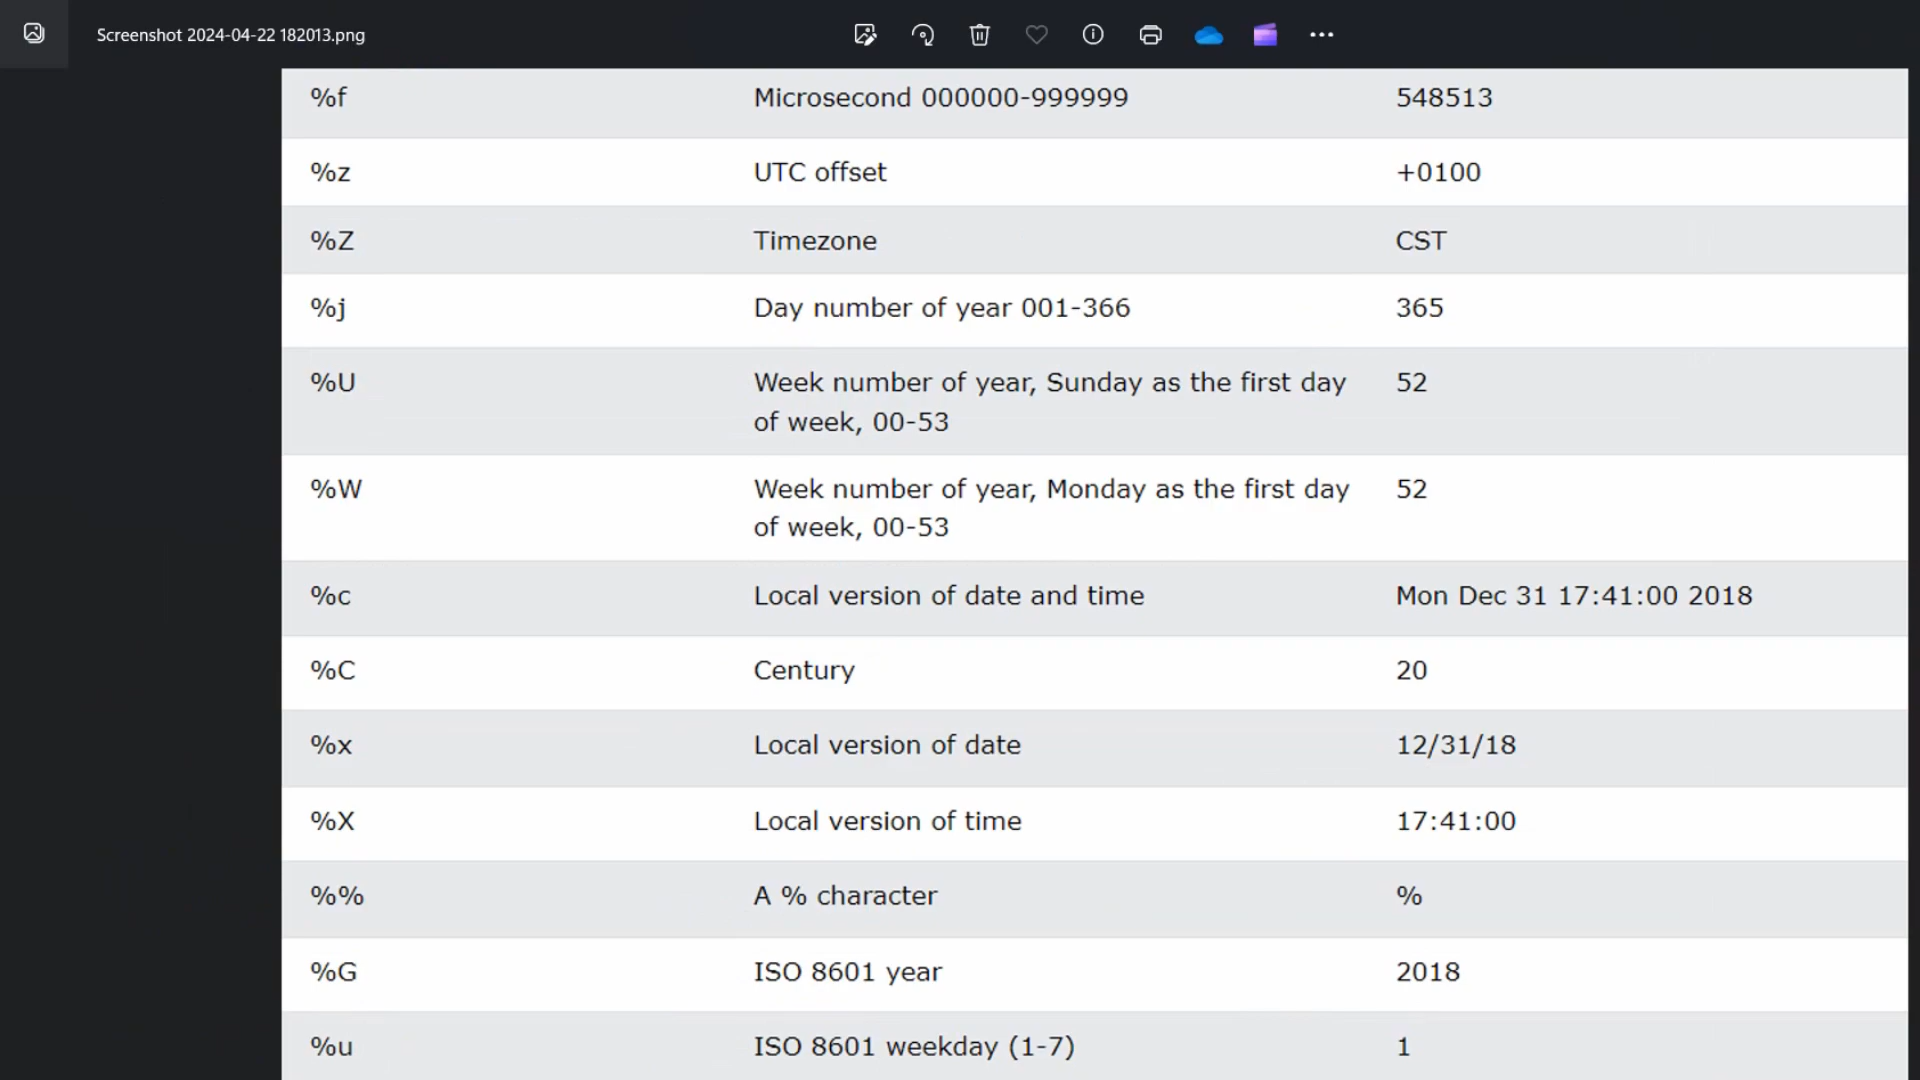 Screenshot 2024-04-22 182013.png
%f Microsecond 000000-999999 548513
%z UTC offset +0100
%Z Timezone CST
%j Day number of year 001-366 365
%U Week number of year, Sunday as the first day 52
of week, 00-53
%W Week number of year, Monday as the first day 52
of week, 00-53
%c Local version of date and time Mon Dec 31 17:41:00 2018
%C Century 20
%x Local version of date 12/31/18
%X Local version of time 17:41:00
%% A % character %
%G ISO 8601 year 2018
%u ISO 8601 weekday (1-7) 1